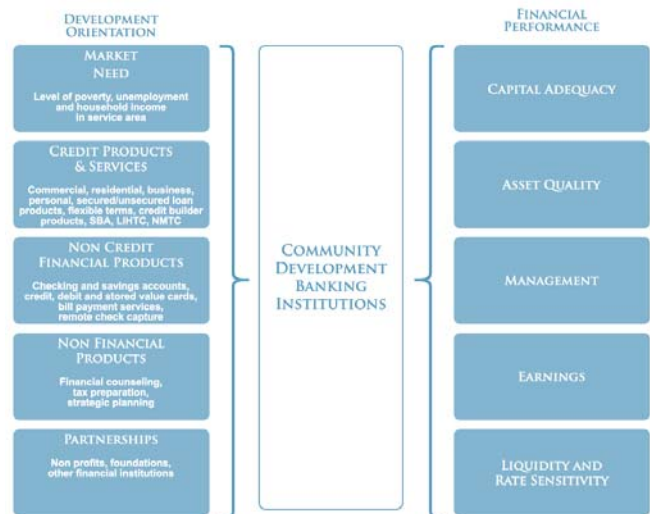 DEVELOPMENT
ORIENTATION
MARKET
NEED
Level of poverty, unemployment
and household income
in service area
CREDIT PRODUCTS
& SERVICES
Commercial, residential, business,
personal, secured/unsecured loan
products, flexible terms, credit builder
products, SBA, LIHTC, NMTC
NON CREDIT
FINANCIAL PRODUCTS
Checking and savings accounts,
credit, debit and stored value cards,
bill payment services,
remote check capture
NON FINANCIAL
PRODUCTS
Financial counseling,
tax preparation,
strategic planning
PARTNERSHIPS
Non profits, foundations,
other financial institutions
COMMUNITY
DEVELOPMENT
BANKING
INSTITUTIONS
FINANCIAL
PERFORMANCE
CAPITAL ADEQUACY
ASSET QUALITY
MANAGEMENT
EARNINGS
LIQUIDITY AND
RATE SENSITIVITY